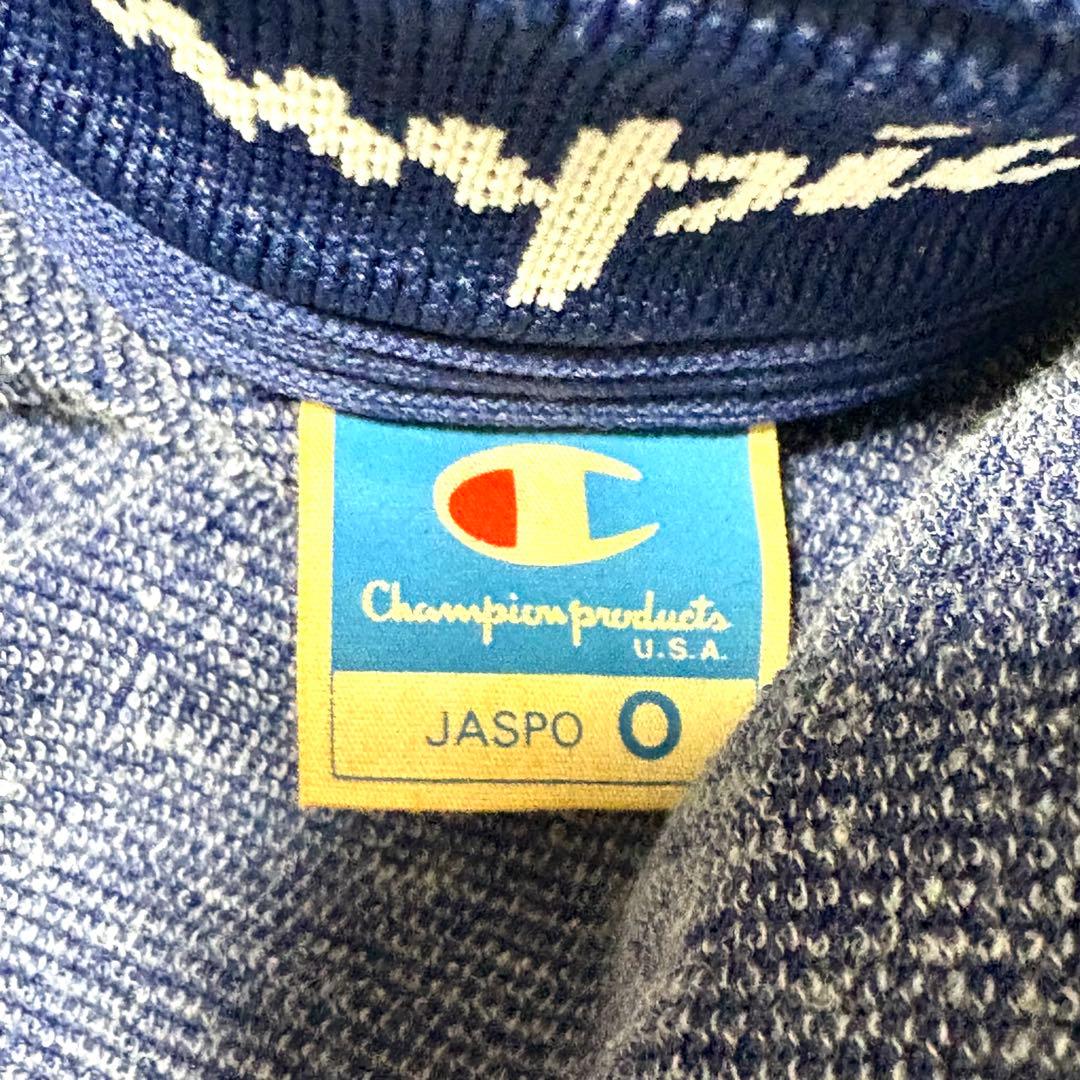 Champion products
U.S.A.
JASPO O